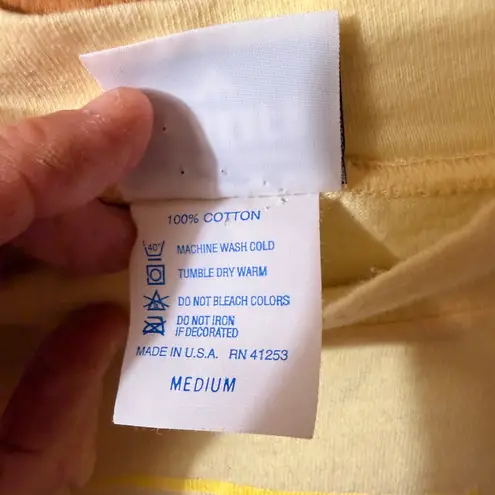 100% COTTON
40° MACHINE WASH COLD
TUMBLE DRY WARM
DO NOT BLEACH COLORS
DO NOT IRON
IF DECORATED
MADE IN U.S.A. RN 41253
MEDIUM